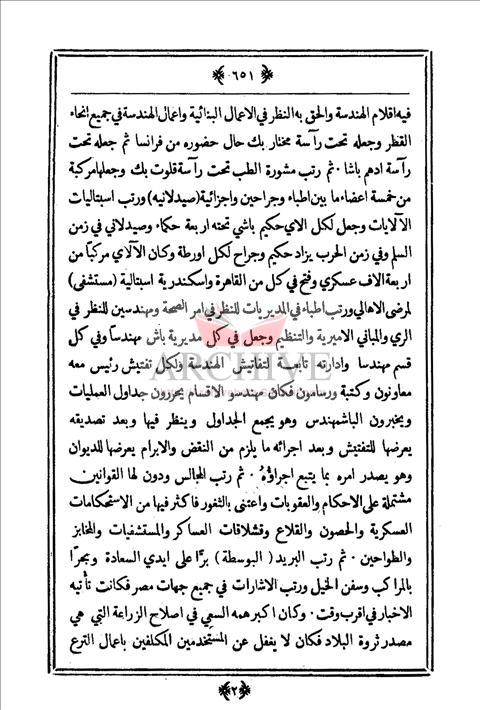 ٦٥١
فيه اقلام الهندسة والحق به النظر في الاعمال البنائية واعمال الهندسة في جميع انحاء
القطر وجعله تحت رآسة مختار بك حال حضوره من فرانسا ثم جعله تحت
رآسة ادهم باشا · ثم رتب مشورة الطب تحت رآسة قلوت بك وجعلها مركبة
من خمسة اعضاء ما بين اطباء وجراحين واجزائية (صيدلانيه) ورتب اسبتاليات
الآلايات وجعل لكل الاي حكيم باشي تحته اربعة حكاء وصيدلاني في زمن
السلم وفي زمن الحرب يزاد حكيم وجراح لكل اورطة وكان الآلاي مركبًا من
اربعة الاف عسكري وفتح في كل من القاهرة واسكندرية اسبتالية (مستشفى)
لمرضى الاهالي ورتب اطباء في المديريات للنظر في امر الصحة ومهندسين للنظر في
الري والمباني الاميرية والتنظيم وجعل في كل مديرية باش مهندسا وفي كل
قسم مهندسا وادارته تابعة لتفاتيش الهندسة ولكل تفتيش رئيس معه
معاونون وكتبة ورسامون فكان مهندسو الاقسام يحررون جداول العمليات
ويخبرون الباشمهندس وهو يجمع الجداول وينظر فيها وبعد تصديقه
يعرضها للتفتيش وبعد اجرائه ما يلزم من النقض والابرام يعرضها للديوان
وهو يصدر امره بما يتبع اجراؤهُ · ثم رتب المجالس ودون لها القوانين
مشتملة على الاحكام والعقوبات واعتنى بالثغور فاكثر فيها من الاستحكامات
العسكرية والحصون والقلاع وقشلاقات العساكر والمستشفيات والمخابز
والطواحين · ثم رتب البريد (البوسطة) برًّا على ايدي السعادة وبحرًا
بالمراكب وسفن الخيل ورتب الاشارات في جميع جهات مصر فكانت تأتيه
الاخبار في اقرب وقت · وكان اكبر همه السعي في اصلاح الزراعة التي هي
مصدر ثروة البلاد فكان لا يغفل عن المستخدمين المكلفين باعمال الترع
٢
ARCHIVE